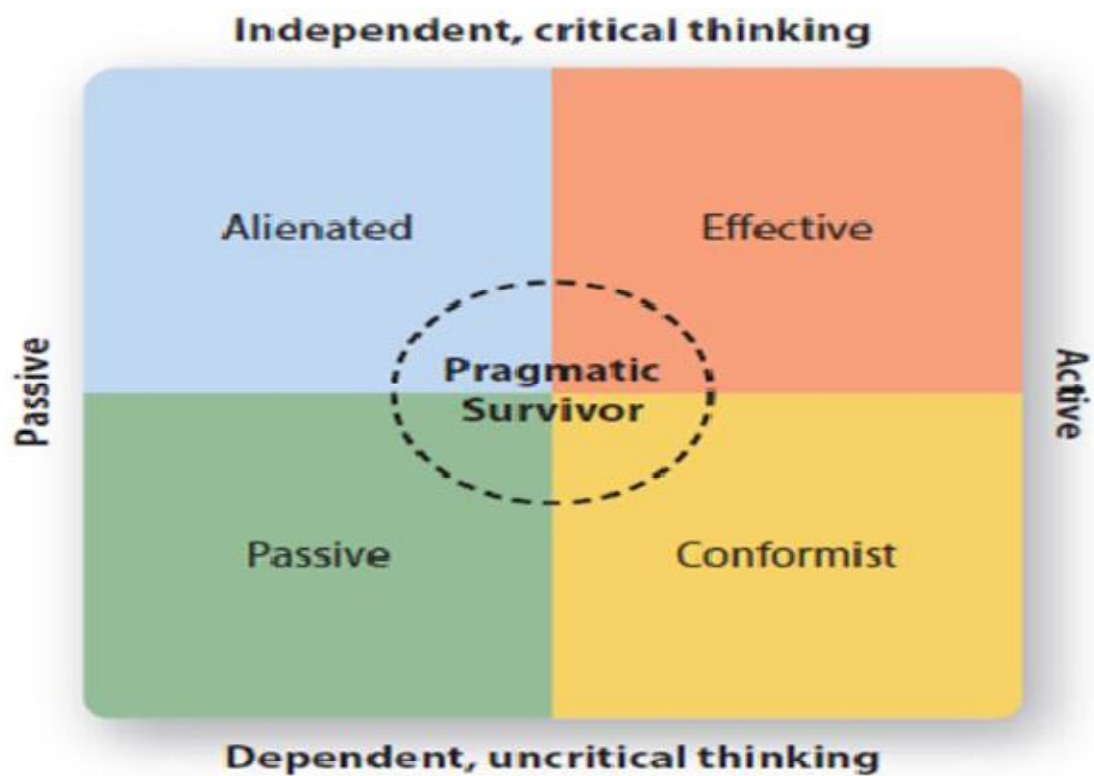 Independent, critical thinking
Alienated
Effective
Pragmatic
Survivor
Passive
Active
Passive
Conformist
Dependent, uncritical thinking